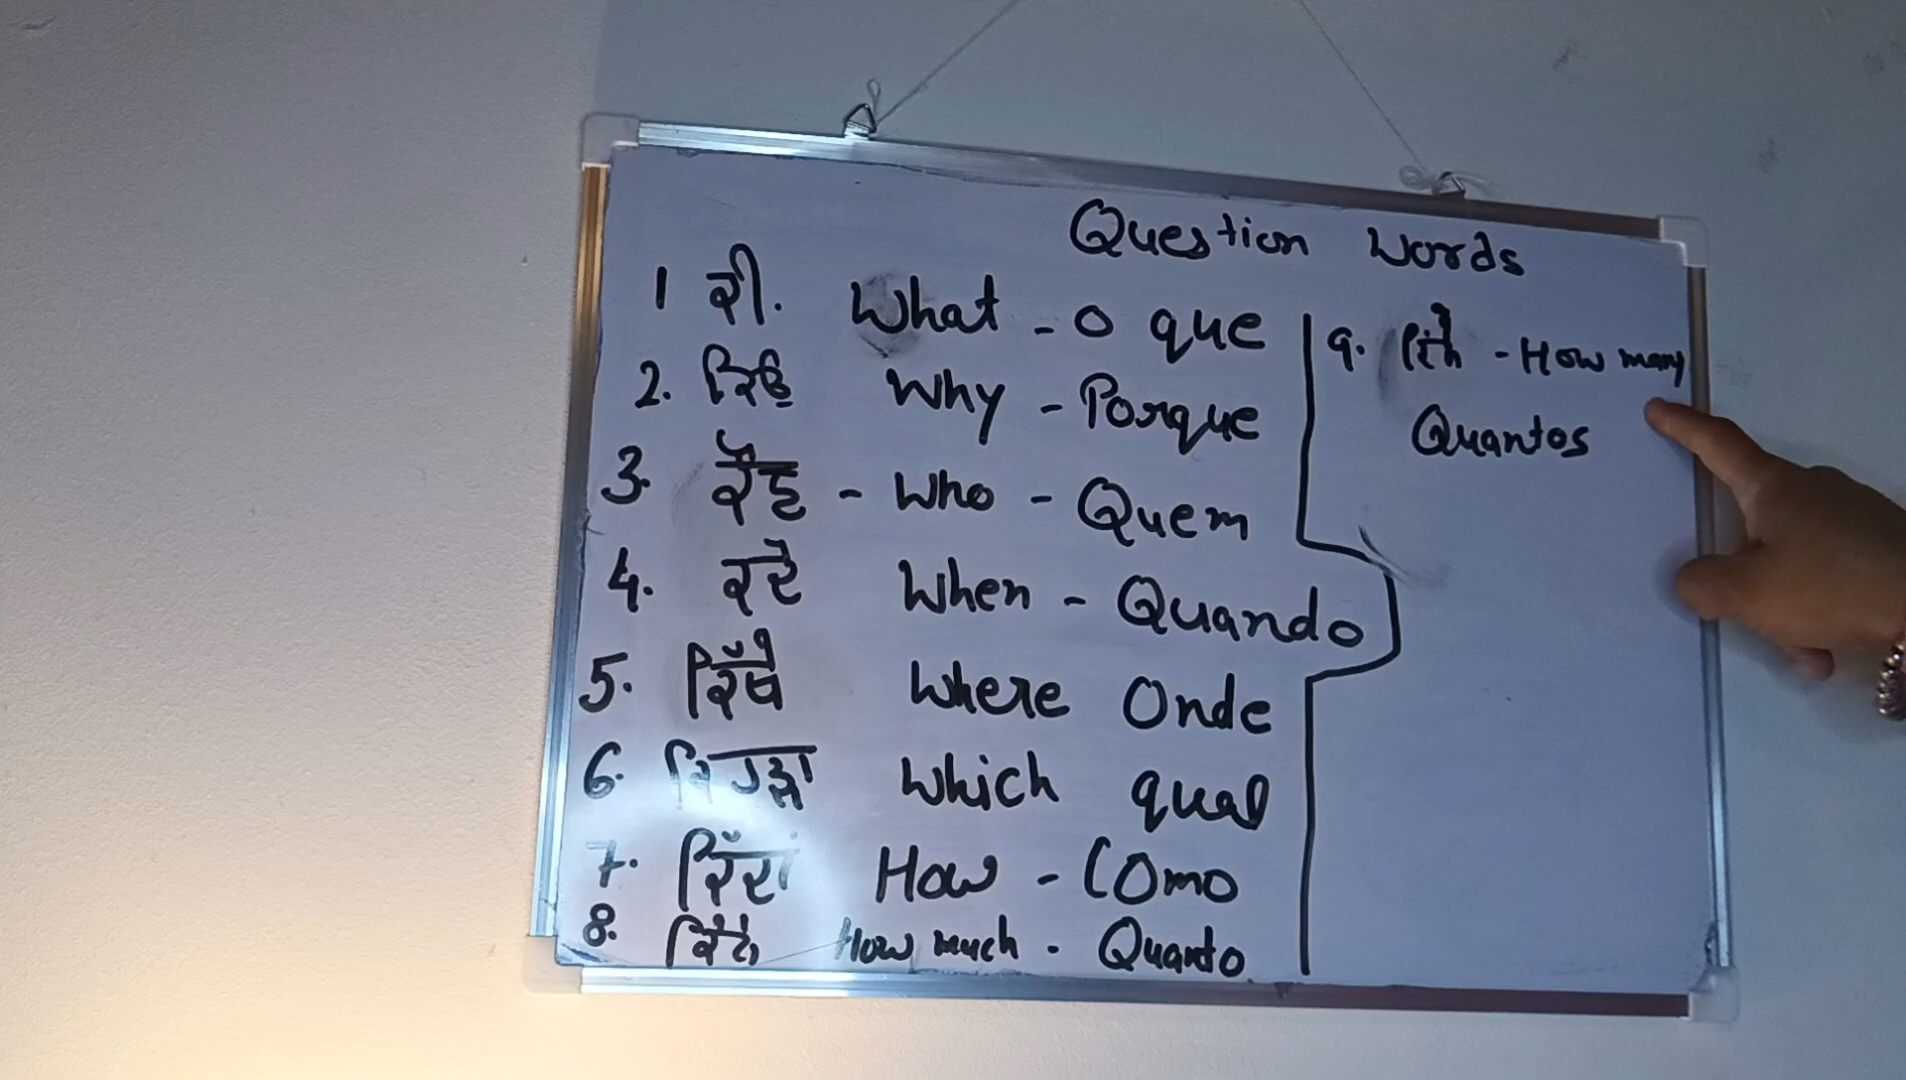 Question Words
1 ਕੀ. What - O que
2. ਕਿਉਂ Why - Porque
3. ਕੌਣ - Who - Quem
4. ਕਦੋਂ When - Quando
5. ਕਿੱਥੇ Where Onde
6. ਕਿਹੜਾ Which qual
7. ਕਿੱਦਾਂ How - Como
8. ਕਿੰਨੇ How much - Quanto
9. ਕਿੰਨੇ - How many
Quantos